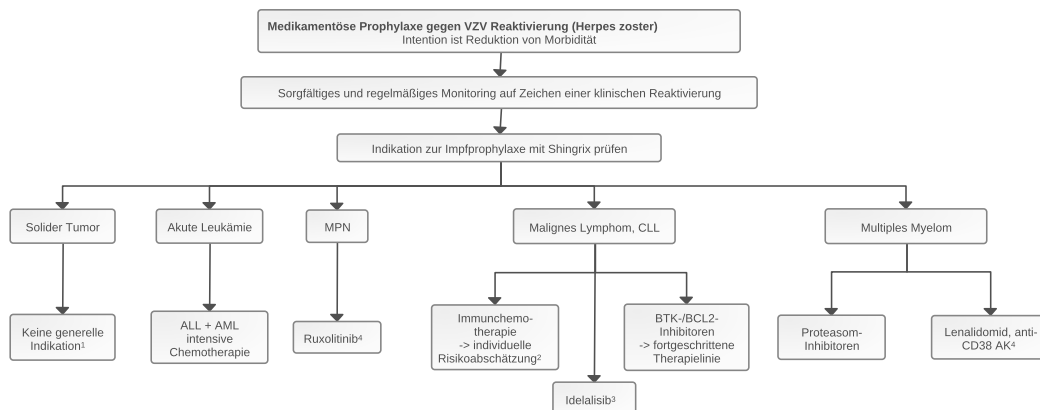 Medikamentöse Prophylaxe gegen VZV Reaktivierung (Herpes zoster)
Intention ist Reduktion von Morbidität
Sorgfältiges und regelmäßiges Monitoring auf Zeichen einer klinischen Reaktivierung
Indikation zur Impfprophylaxe mit Shingrix prüfen
Solider Tumor
Akute Leukämie
MPN
Malignes Lymphom, CLL
Multiples Myelom
Keine generelle
Indikation¹
ALL + AML
intensive
Chemotherapie
Ruxolitinib⁴
Immunchemo-
therapie
-> individuelle
Risikoabschätzung²
BTK-/BCL2-
Inhibitoren
-> fortgeschrittene
Therapielinie
Proteasom-
Inhibitoren
Lenalidomid, anti-
CD38 AK⁴
Idelalisib³